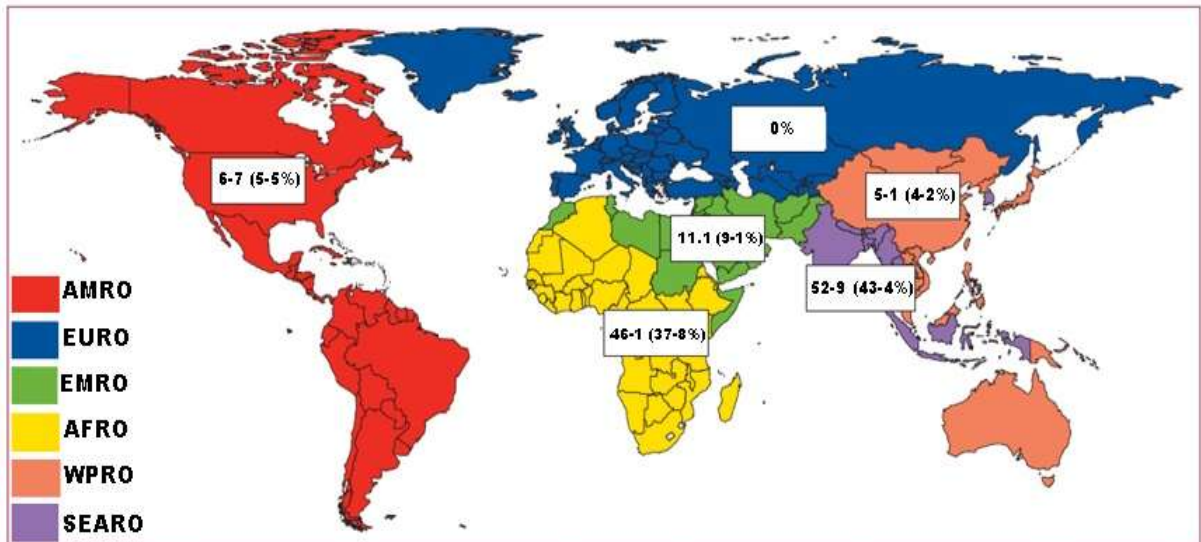 0%
6-7 (5-5%)
5-1 (4-2%)
11.1 (9-1%)
52-9 (43-4%)
46-1 (37-8%)
AMRO
EURO
EMRO
AFRO
WPRO
SEARO